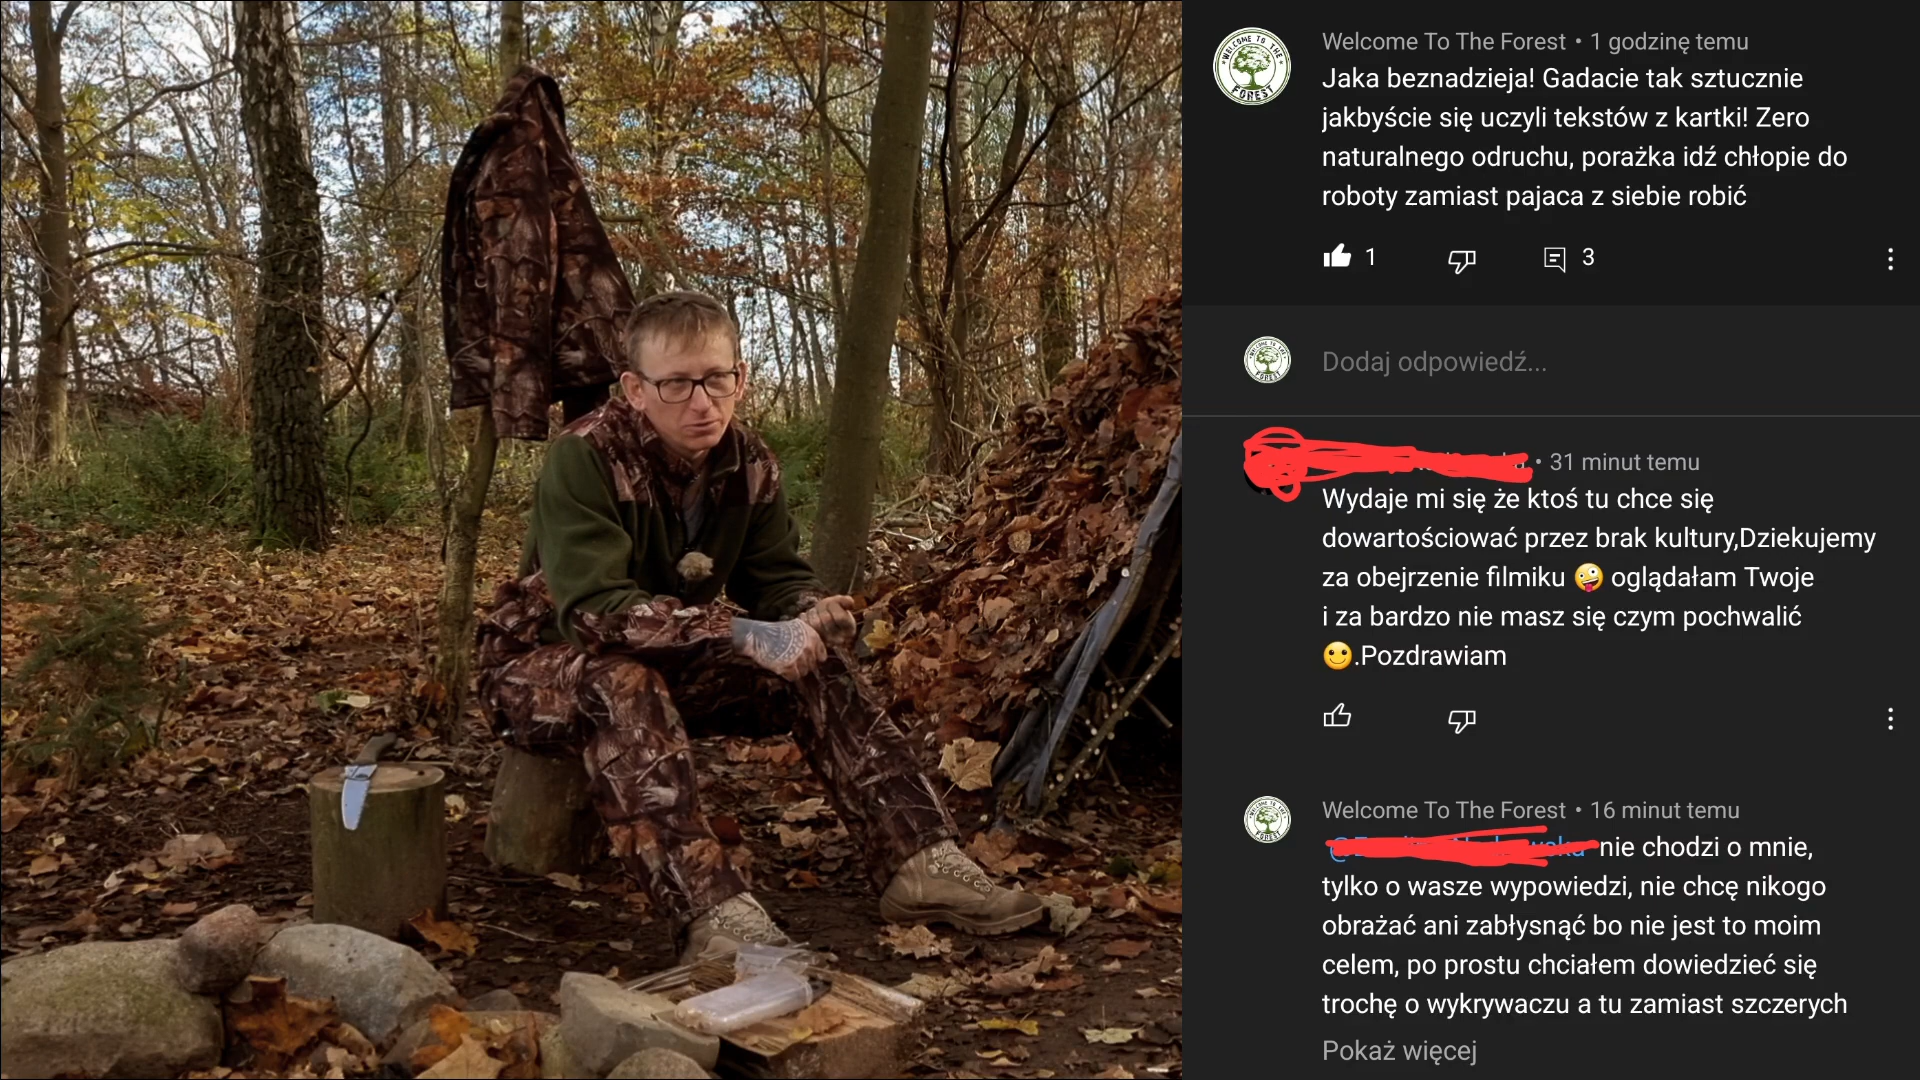 WELCOME TO THE
FOREST
Welcome To The Forest • 1 godzinę temu
Jaka beznadzieja! Gadacie tak sztucznie
jakbyście się uczyli tekstów z kartki! Zero
naturalnego odruchu, porażka idź chłopie do
roboty zamiast pajaca z siebie robić
1
3
Dodaj odpowiedź...
• 31 minut temu
Wydaje mi się że ktoś tu chce się
dowartościować przez brak kultury,Dziekujemy
za obejrzenie filmiku 🤪 oglądałam Twoje
i za bardzo nie masz się czym pochwalić
🙂.Pozdrawiam
Welcome To The Forest • 16 minut temu
nie chodzi o mnie,
tylko o wasze wypowiedzi, nie chcę nikogo
obrażać ani zabłysnąć bo nie jest to moim
celem, po prostu chciałem dowiedzieć się
trochę o wykrywaczu a tu zamiast szczerych
Pokaż więcej